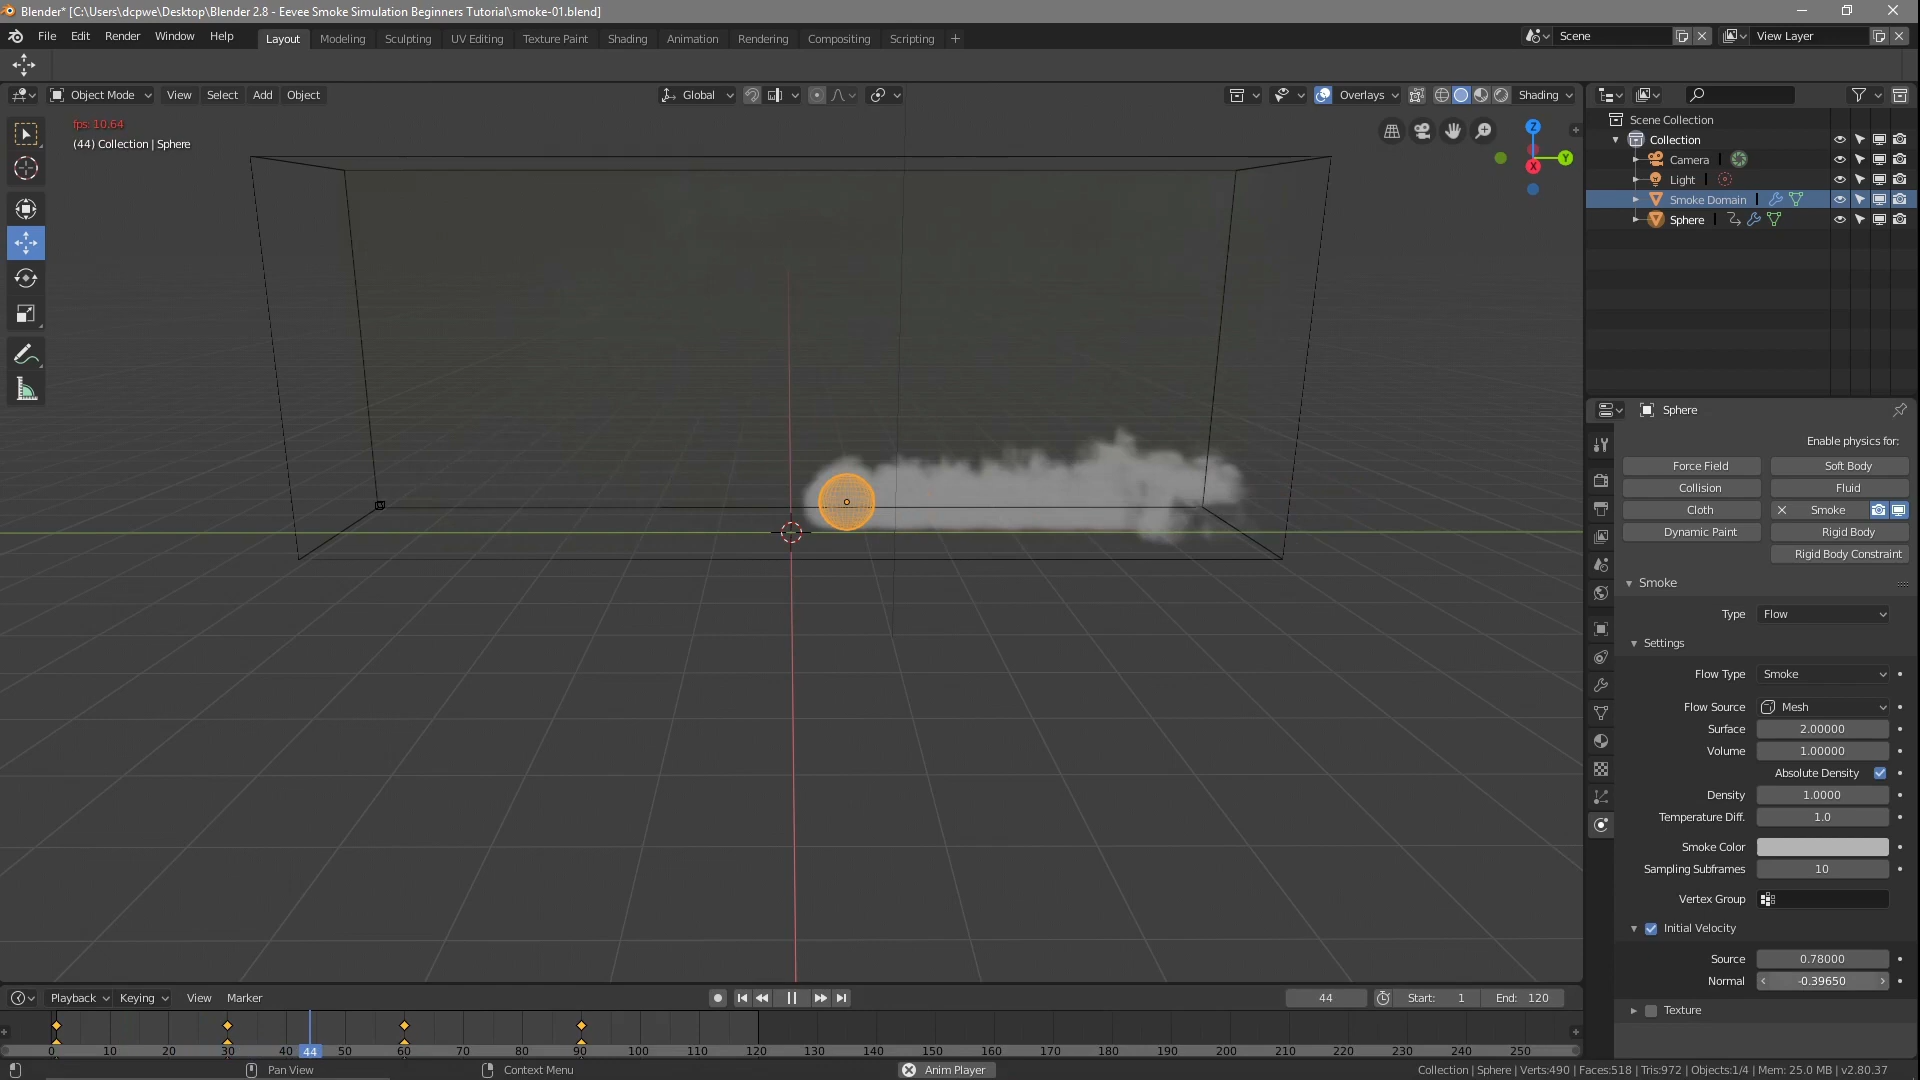 Blender* [C:\Users\dcpwe\Desktop\Blender 2.8 - Eevee Smoke Simulation Beginners Tutorial\smoke-01.blend]
File Edit Render Window Help Layout Modeling Sculpting UV Editing Texture Paint Shading Animation Rendering Compositing Scripting + Scene View Layer
Object Mode View Select Add Object Global Overlays Shading
fps: 10.64
(44) Collection | Sphere
Z
Y
X
Scene Collection
Collection
Camera
Light
Smoke Domain
Sphere
Sphere
Enable physics for:
Force Field Soft Body
Collision Fluid
Cloth Smoke
Dynamic Paint Rigid Body
Rigid Body Constraint
Smoke
Type Flow
Settings
Flow Type Smoke
Flow Source Mesh
Surface 2.00000
Volume 1.00000
Absolute Density
Density 1.0000
Temperature Diff. 1.0
Smoke Color
Sampling Subframes 10
Vertex Group
Initial Velocity
Source 0.78000
Normal -0.39650
Texture
Playback Keying View Marker 44 Start: 1 End: 120
0 10 20 30 40 44 50 60 70 80 90 100 110 120 130 140 150 160 170 180 190 200 210 220 230 240 250
Pan View Context Menu Anim Player Collection | Sphere | Verts:490 | Faces:518 | Tris:972 | Objects:1/4 | Mem: 25.0 MB | v2.80.37